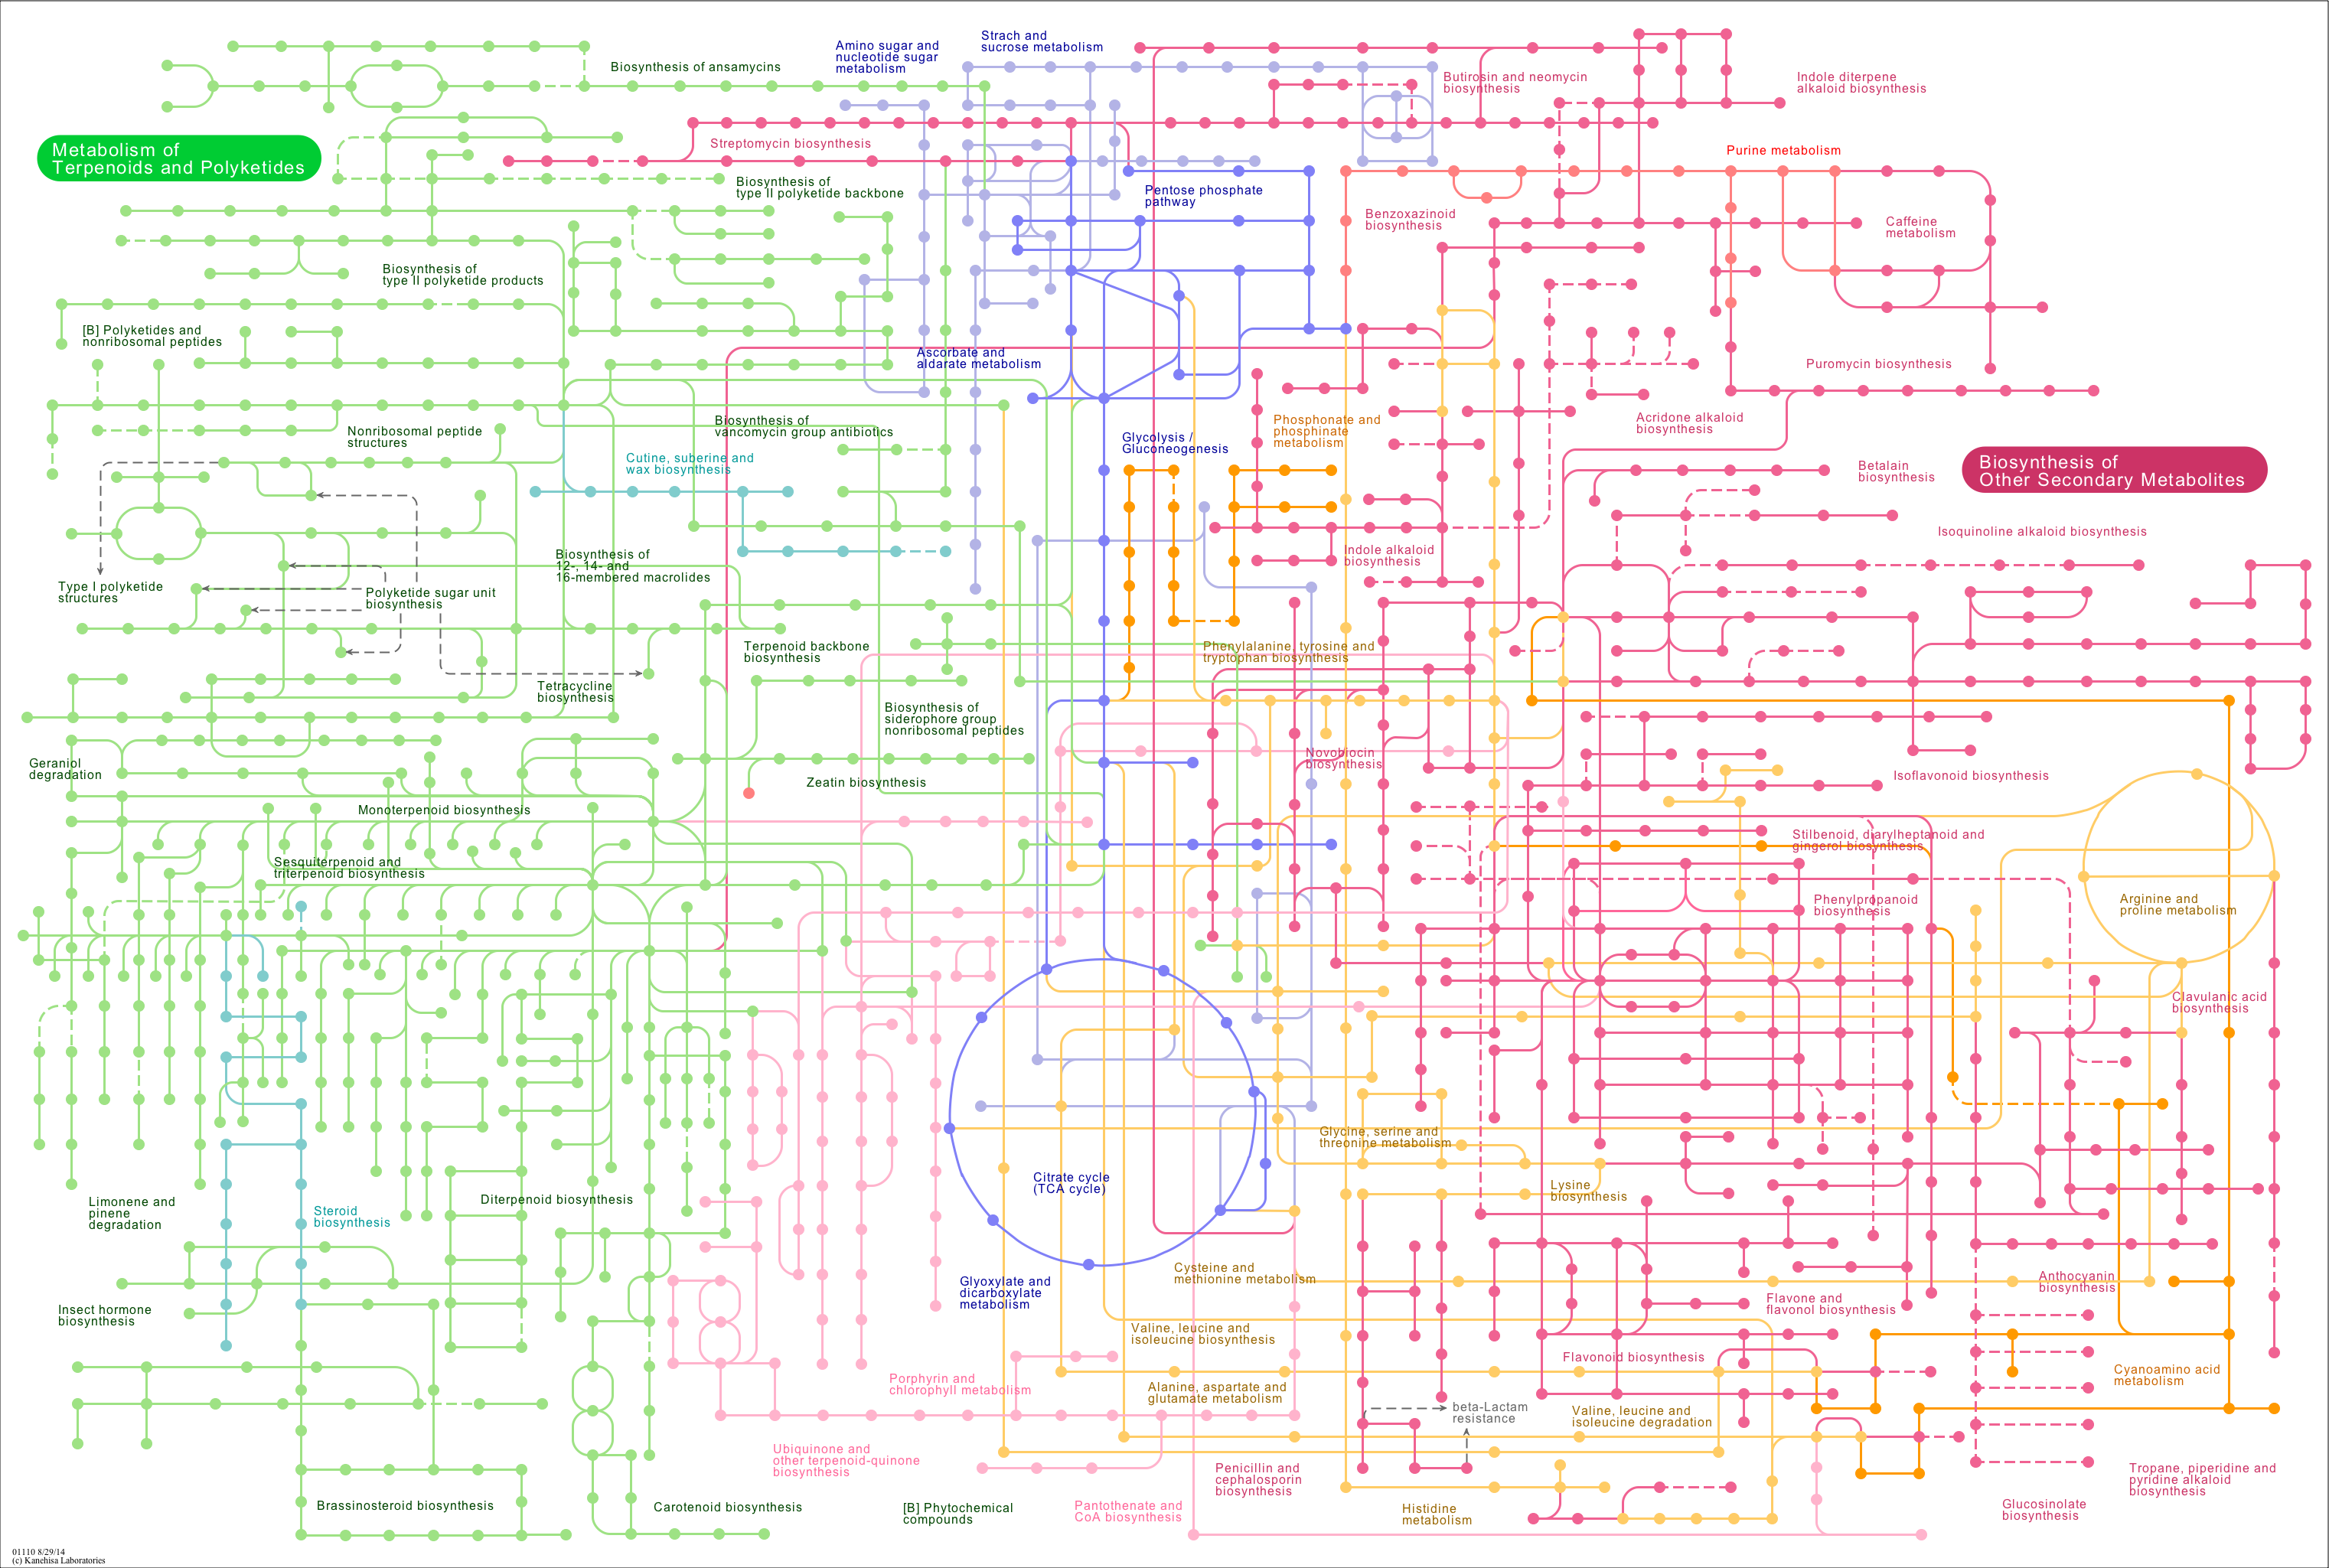 Strach and
sucrose metabolism
Amino sugar and
nucleotide sugar
metabolism
Biosynthesis of ansamycins
Butirosin and neomycin
biosynthesis
Indole diterpene
alkaloid biosynthesis
Metabolism of
Terpenoids and Polyketides
Streptomycin biosynthesis
Purine metabolism
Biosynthesis of
type II polyketide backbone
Pentose phosphate
pathway
Benzoxazinoid
biosynthesis
Caffeine
metabolism
Biosynthesis of
type II polyketide products
[B] Polyketides and
nonribosomal peptides
Ascorbate and
aldarate metabolism
Puromycin biosynthesis
Nonribosomal peptide
structures
Biosynthesis of
vancomycin group antibiotics
Phosphonate and
phosphinate
metabolism
Acridone alkaloid
biosynthesis
Glycolysis /
Gluconeogenesis
Cutine, suberine and
wax biosynthesis
Betalain
biosynthesis
Biosynthesis of
Other Secondary Metabolites
Isoquinoline alkaloid biosynthesis
Indole alkaloid
biosynthesis
Biosynthesis of
12-, 14- and
16-membered macrolides
Type I polyketide
structures
Polyketide sugar unit
biosynthesis
Terpenoid backbone
biosynthesis
Phenylalanine, tyrosine and
tryptophan biosynthesis
Tetracycline
biosynthesis
Biosynthesis of
siderophore group
nonribosomal peptides
Novobiocin
biosynthesis
Geraniol
degradation
Zeatin biosynthesis
Isoflavonoid biosynthesis
Monoterpenoid biosynthesis
Stilbenoid, diarylheptanoid and
gingerol biosynthesis
Sesquiterpenoid and
triterpenoid biosynthesis
Phenylpropanoid
biosynthesis
Arginine and
proline metabolism
Clavulanic acid
biosynthesis
Glycine, serine and
threonine metabolism
Citrate cycle
(TCA cycle)
Lysine
biosynthesis
Limonene and
pinene
degradation
Steroid
biosynthesis
Diterpenoid biosynthesis
Cysteine and
methionine metabolism
Glyoxylate and
dicarboxylate
metabolism
Anthocyanin
biosynthesis
Flavone and
flavonol biosynthesis
Insect hormone
biosynthesis
Valine, leucine and
isoleucine biosynthesis
Flavonoid biosynthesis
Cyanoamino acid
metabolism
Porphyrin and
chlorophyll metabolism
Alanine, aspartate and
glutamate metabolism
beta-Lactam
resistance
Valine, leucine and
isoleucine degradation
Ubiquinone and
other terpenoid-quinone
biosynthesis
Penicillin and
cephalosporin
biosynthesis
Tropane, piperidine and
pyridine alkaloid
biosynthesis
Brassinosteroid biosynthesis
Carotenoid biosynthesis
[B] Phytochemical
compounds
Pantothenate and
CoA biosynthesis
Histidine
metabolism
Glucosinolate
biosynthesis
01110 8/29/14
(c) Kanehisa Laboratories